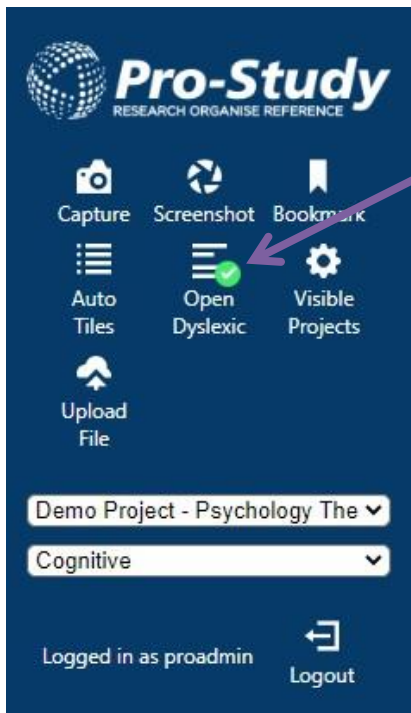 Pro-Study
RESEARCH ORGANISE REFERENCE
Capture Screenshot Bookmark
Auto Tiles Open Dyslexic Visible Projects
Upload File
Demo Project - Psychology The
Cognitive
Logged in as proadmin
Logout